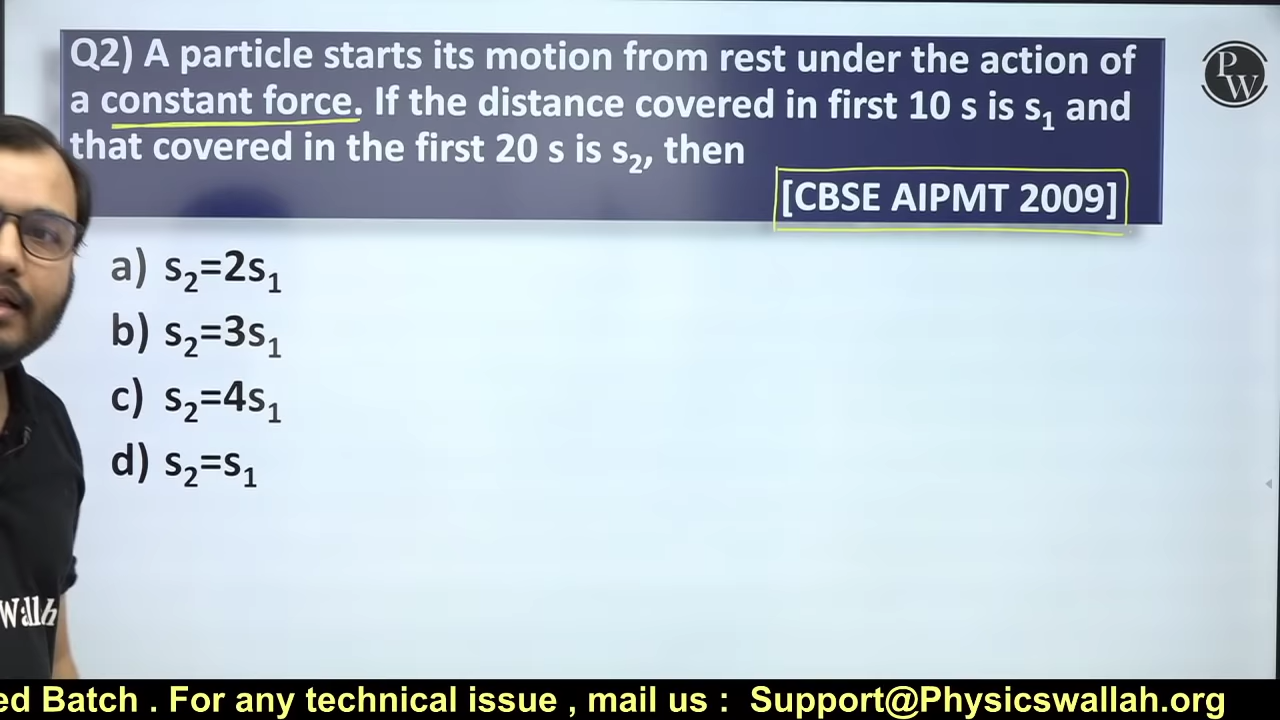 Q2) A particle starts its motion from rest under the action of
a constant force. If the distance covered in first 10 s is s₁ and
that covered in the first 20 s is s₂, then
[CBSE AIPMT 2009]
PW
a) s₂=2s₁
b) s₂=3s₁
c) s₂=4s₁
d) s₂=s₁
Wallh
ed Batch . For any technical issue , mail us : Support@Physicswallah.org